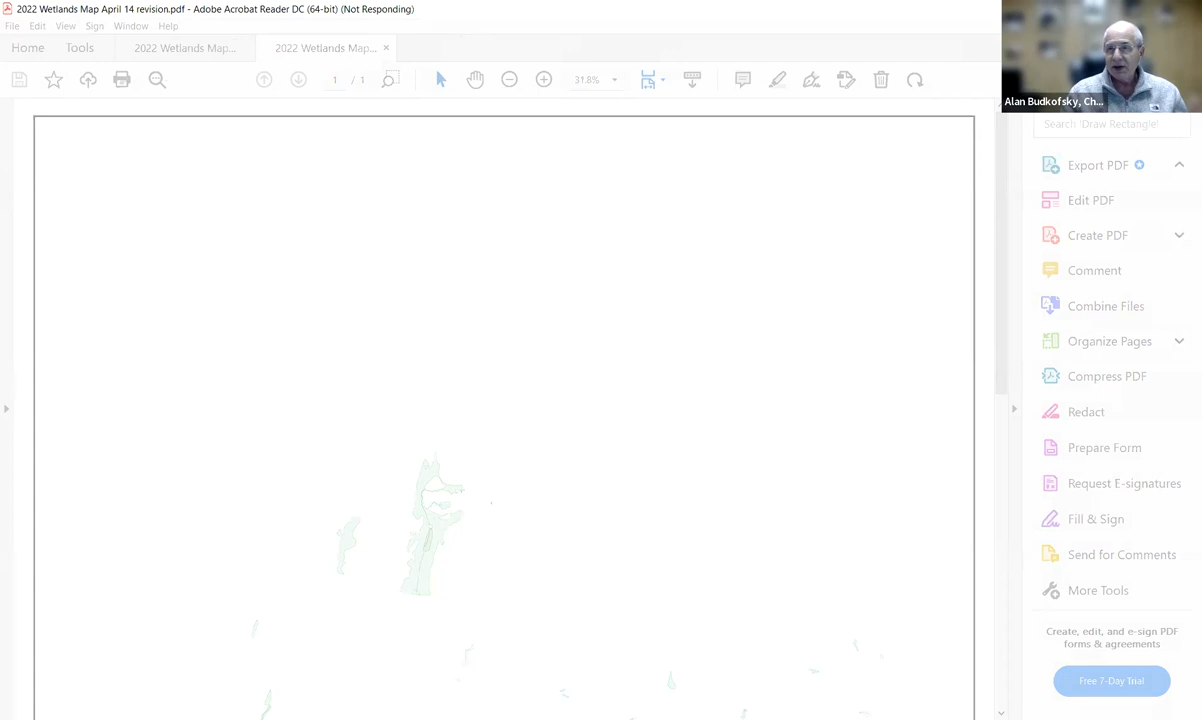 2022 Wetlands Map April 14 revision.pdf - Adobe Acrobat Reader DC (64-bit) (Not Responding)
File Edit View Sign Window Help
Home Tools 2022 Wetlands Map... 2022 Wetlands Map... ×
1 / 1 31.8%
Alan Budkofsky, Ch...
Search 'Draw Rectangle'
Export PDF
Edit PDF
Create PDF
Comment
Combine Files
Organize Pages
Compress PDF
Redact
Prepare Form
Request E-signatures
Fill & Sign
Send for Comments
More Tools
Create, edit, and e-sign PDF
forms & agreements
Free 7-Day Trial